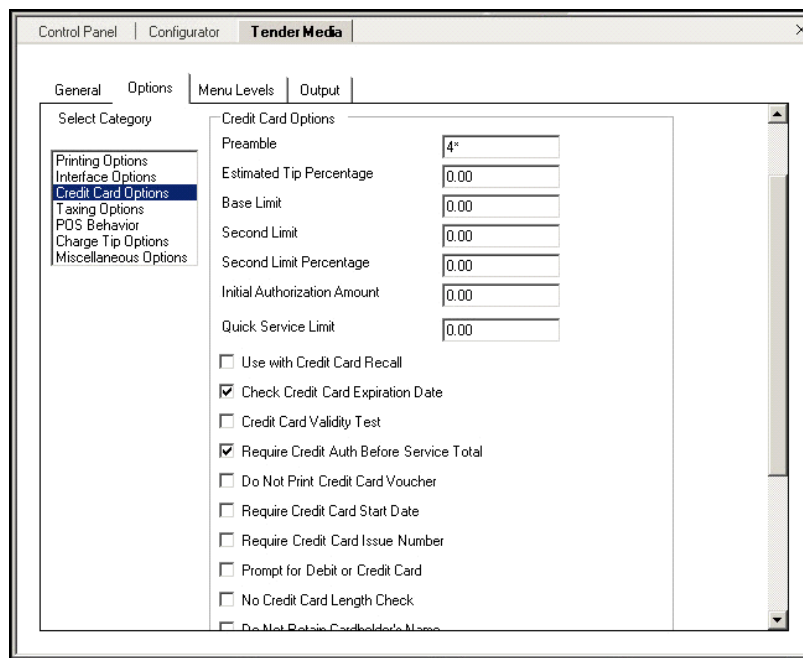 Control Panel Configurator Tender Media
General Options Menu Levels Output
Select Category
Printing Options
Interface Options
Credit Card Options
Taxing Options
POS Behavior
Charge Tip Options
Miscellaneous Options
Credit Card Options
Preamble 4*
Estimated Tip Percentage 0.00
Base Limit 0.00
Second Limit 0.00
Second Limit Percentage 0.00
Initial Authorization Amount 0.00
Quick Service Limit 0.00
Use with Credit Card Recall
Check Credit Card Expiration Date
Credit Card Validity Test
Require Credit Auth Before Service Total
Do Not Print Credit Card Voucher
Require Credit Card Start Date
Require Credit Card Issue Number
Prompt for Debit or Credit Card
No Credit Card Length Check
Do Not Retain Cardholder's Name